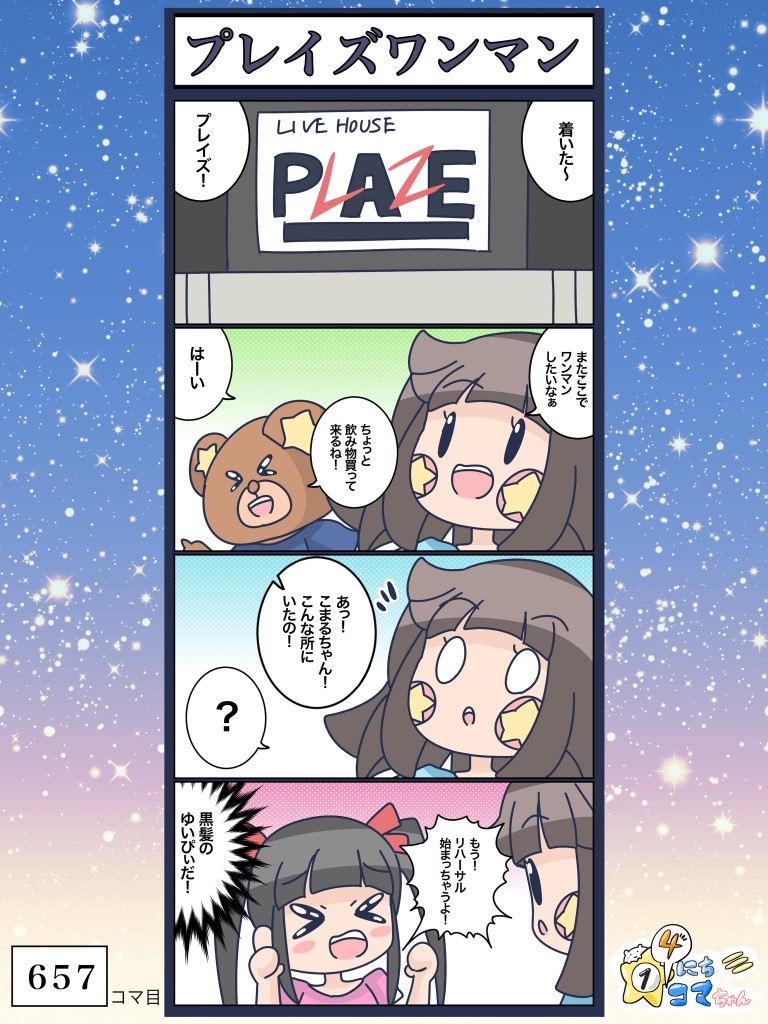 プレイズワンマン
着いた〜
プレイズ！
LIVE HOUSE
PLAZE
またここで
ワンマン
したいなぁ
ちょっと
飲み物買って
来るね！
はーい
あっ！
こまるちゃん！
こんな所に
いたの！
？
もう！
リハーサル
始まっちゃうよ！
黒髪の
ゆいぴぃだ！
657
コマ目
1
にち
4
コマ
ちゃん